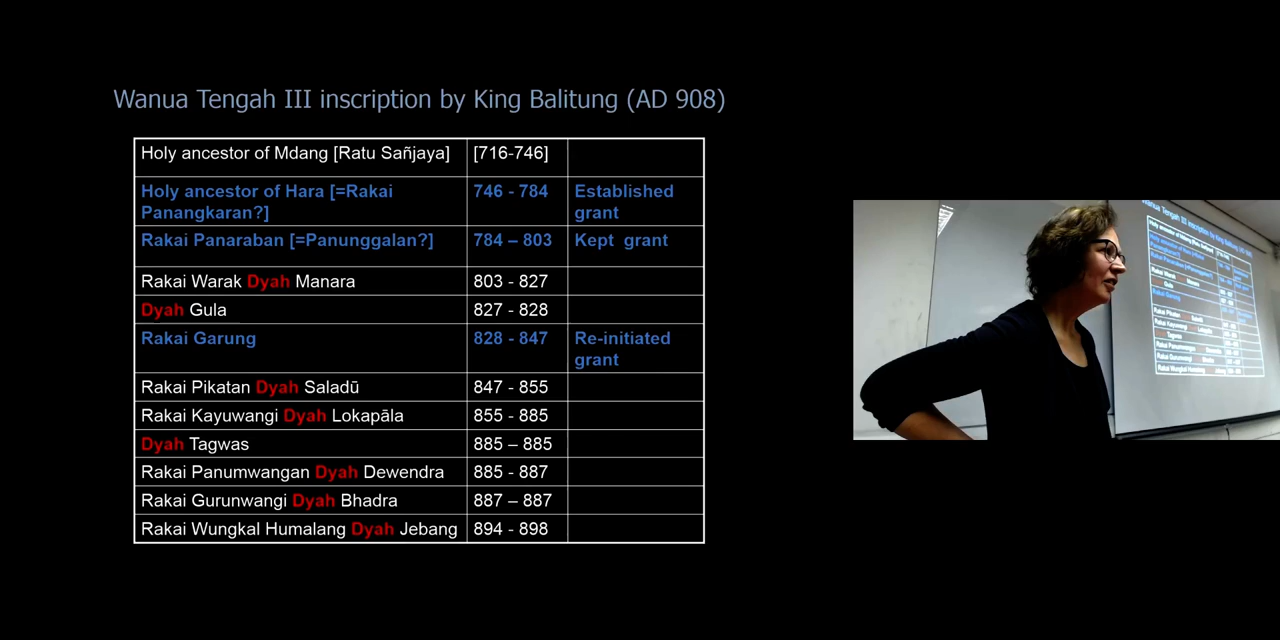 Wanua Tengah III inscription by King Balitung (AD 908)
Holy ancestor of Mdang [Ratu Sañjaya] [716-746]
Holy ancestor of Hara [=Rakai Panangkaran?] 746 - 784 Established grant
Rakai Panaraban [=Panunggalan?] 784 – 803 Kept grant
Rakai Warak Dyah Manara 803 - 827
Dyah Gula 827 - 828
Rakai Garung 828 - 847 Re-initiated grant
Rakai Pikatan Dyah Saladū 847 - 855
Rakai Kayuwangi Dyah Lokapāla 855 - 885
Dyah Tagwas 885 – 885
Rakai Panumwangan Dyah Dewendra 885 - 887
Rakai Gurunwangi Dyah Bhadra 887 – 887
Rakai Wungkal Humalang Dyah Jebang 894 - 898